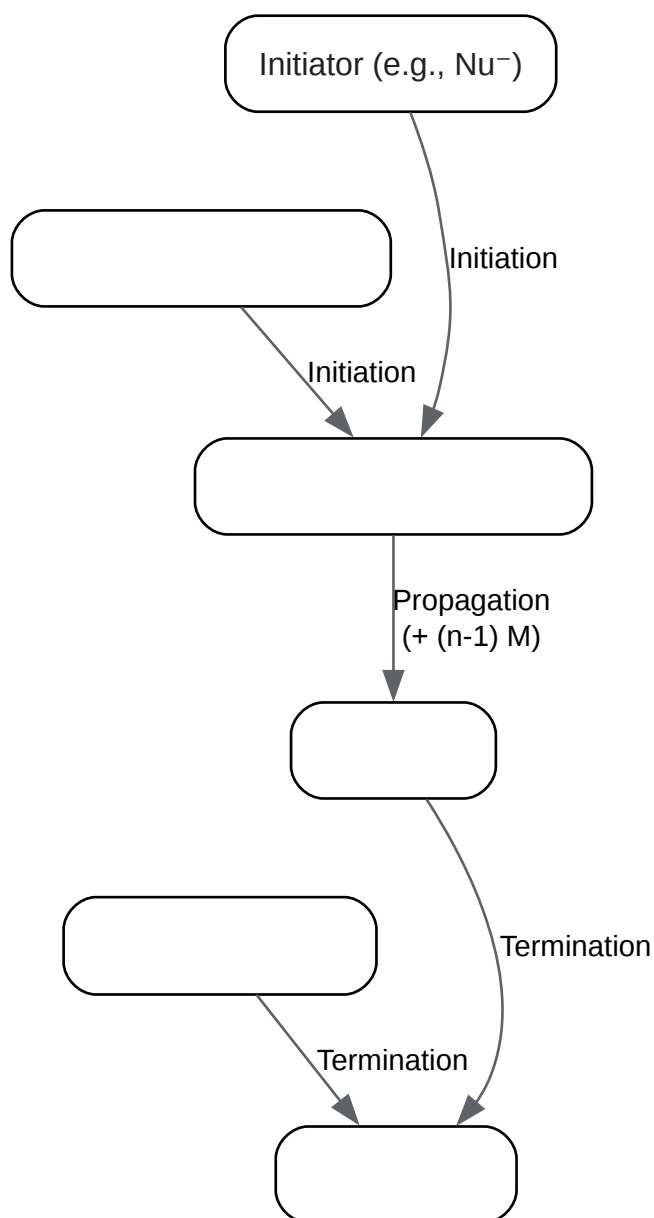 Initiator (e.g., Nu⁻)
Initiation
Initiation
Propagation
(+ (n-1) M)
Termination
Termination